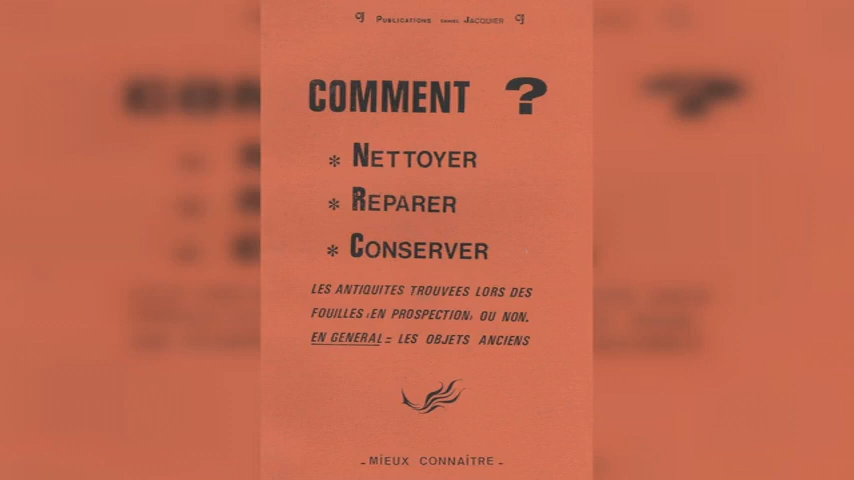 PUBLICATIONS DANIEL JACQUIER
COMMENT ?
* NETTOYER
* REPARER
* CONSERVER
LES ANTIQUITES TROUVEES LORS DES
FOUILLES (EN PROSPECTION) OU NON.
EN GENERAL = LES OBJETS ANCIENS
- MIEUX CONNAÎTRE -